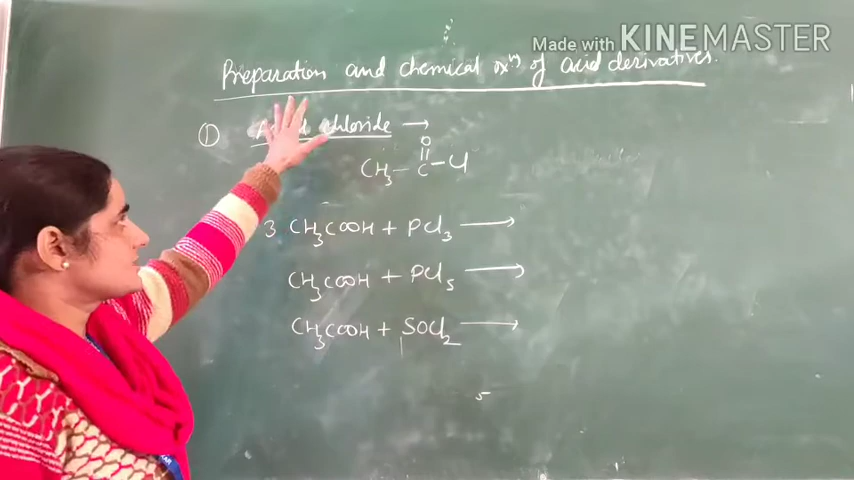 Made with KINEMASTER
Preparation and chemical rxⁿ of acid derivatives.
① chloride →
O
CH₃–C–Cl
3 CH₃COOH + PCl₃ →
CH₃COOH + PCl₅ →
CH₃COOH + SOCl₂ →